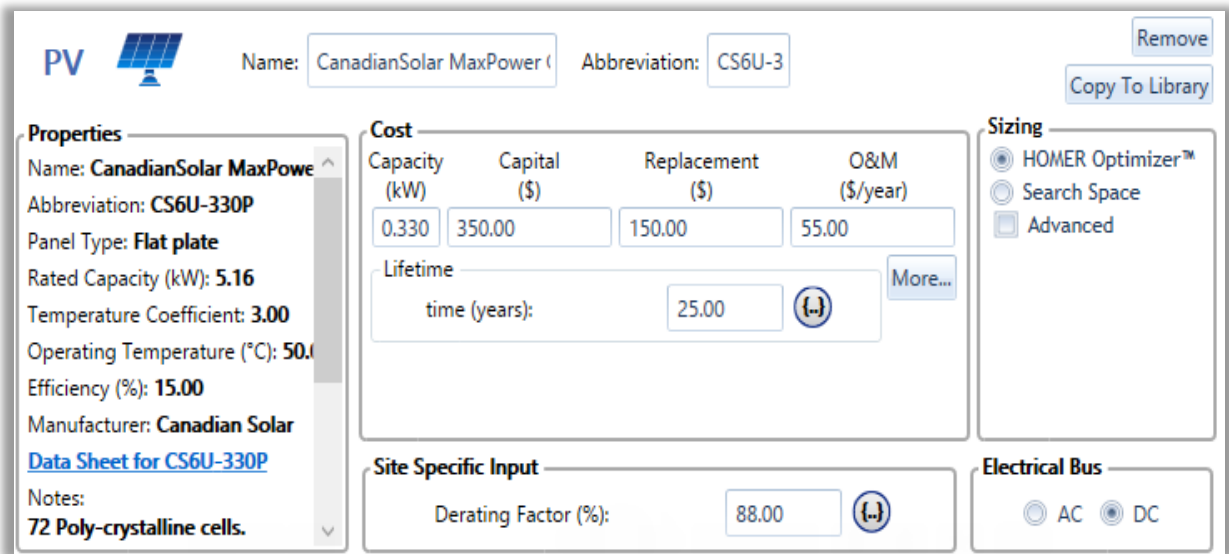 PV
Name: CanadianSolar MaxPower (
Abbreviation: CS6U-3
Remove
Copy To Library
Properties
Name: CanadianSolar MaxPowe
Abbreviation: CS6U-330P
Panel Type: Flat plate
Rated Capacity (kW): 5.16
Temperature Coefficient: 3.00
Operating Temperature (°C): 50.
Efficiency (%): 15.00
Manufacturer: Canadian Solar
Data Sheet for CS6U-330P
Notes:
72 Poly-crystalline cells.
Cost
Capacity (kW) Capital ($) Replacement ($) O&M ($/year)
0.330 350.00 150.00 55.00
Lifetime
time (years): 25.00 {..}
More...
Site Specific Input
Derating Factor (%): 88.00 {..}
Sizing
HOMER Optimizer™
Search Space
Advanced
Electrical Bus
AC DC